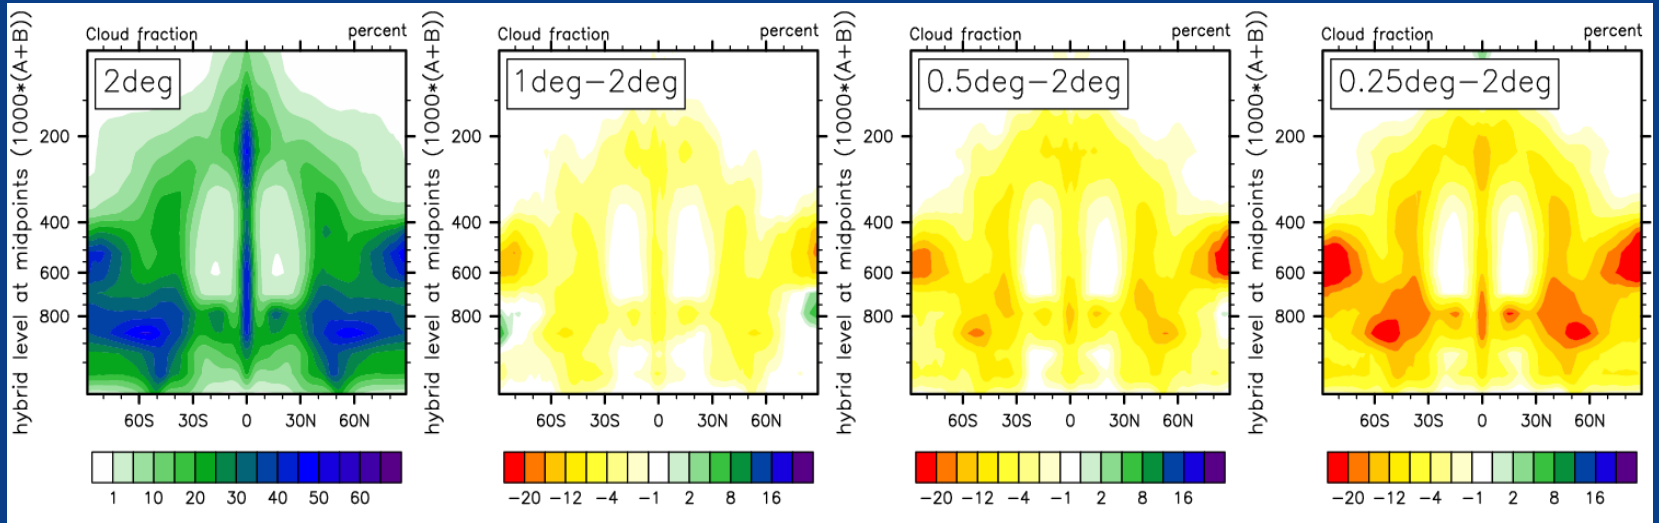 Cloud fraction percent
2deg
hybrid level at midpoints (1000*(A+B))
200
400
600
800
60S 30S 0 30N 60N
1 10 20 30 40 50 60
Cloud fraction percent
1deg−2deg
hybrid level at midpoints (1000*(A+B))
200
400
600
800
60S 30S 0 30N 60N
−20 −12 −4 −1 2 8 16
Cloud fraction percent
0.5deg−2deg
hybrid level at midpoints (1000*(A+B))
200
400
600
800
60S 30S 0 30N 60N
−20 −12 −4 −1 2 8 16
Cloud fraction percent
0.25deg−2deg
hybrid level at midpoints (1000*(A+B))
200
400
600
800
60S 30S 0 30N 60N
−20 −12 −4 −1 2 8 16